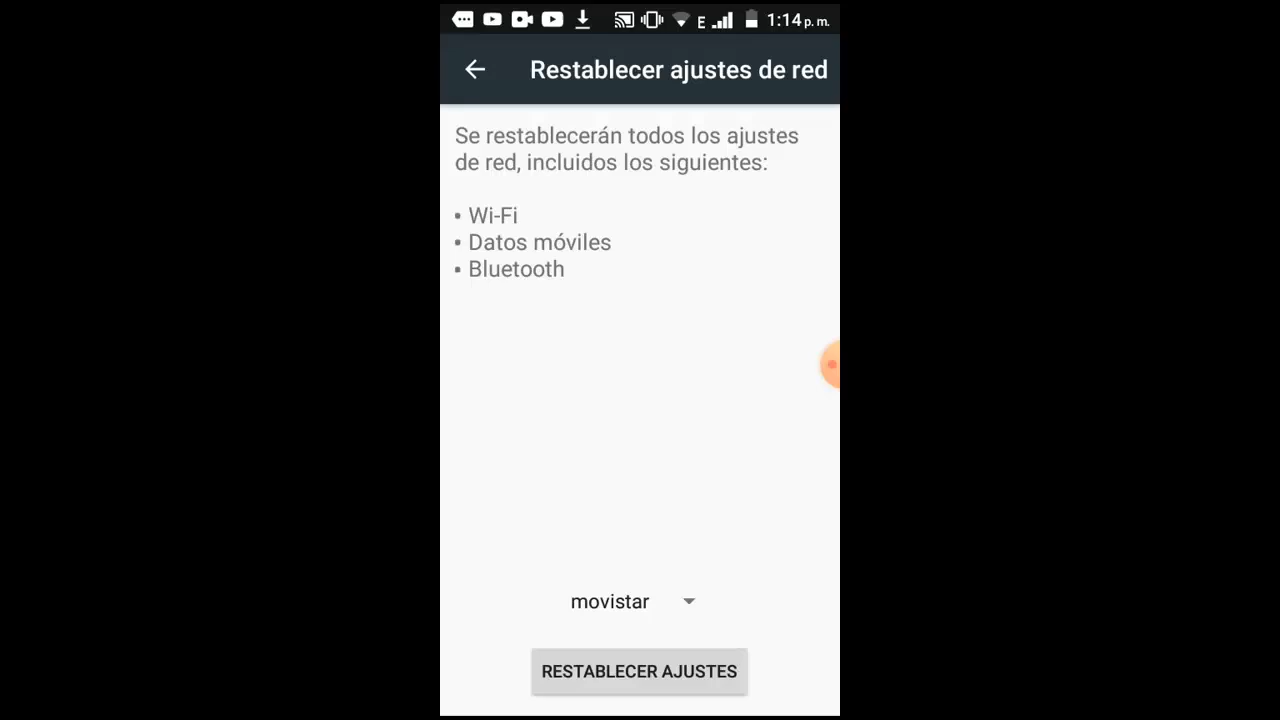 E 1:14 p. m.
Restablecer ajustes de red
Se restablecerán todos los ajustes
de red, incluidos los siguientes:
• Wi-Fi
• Datos móviles
• Bluetooth
movistar
RESTABLECER AJUSTES